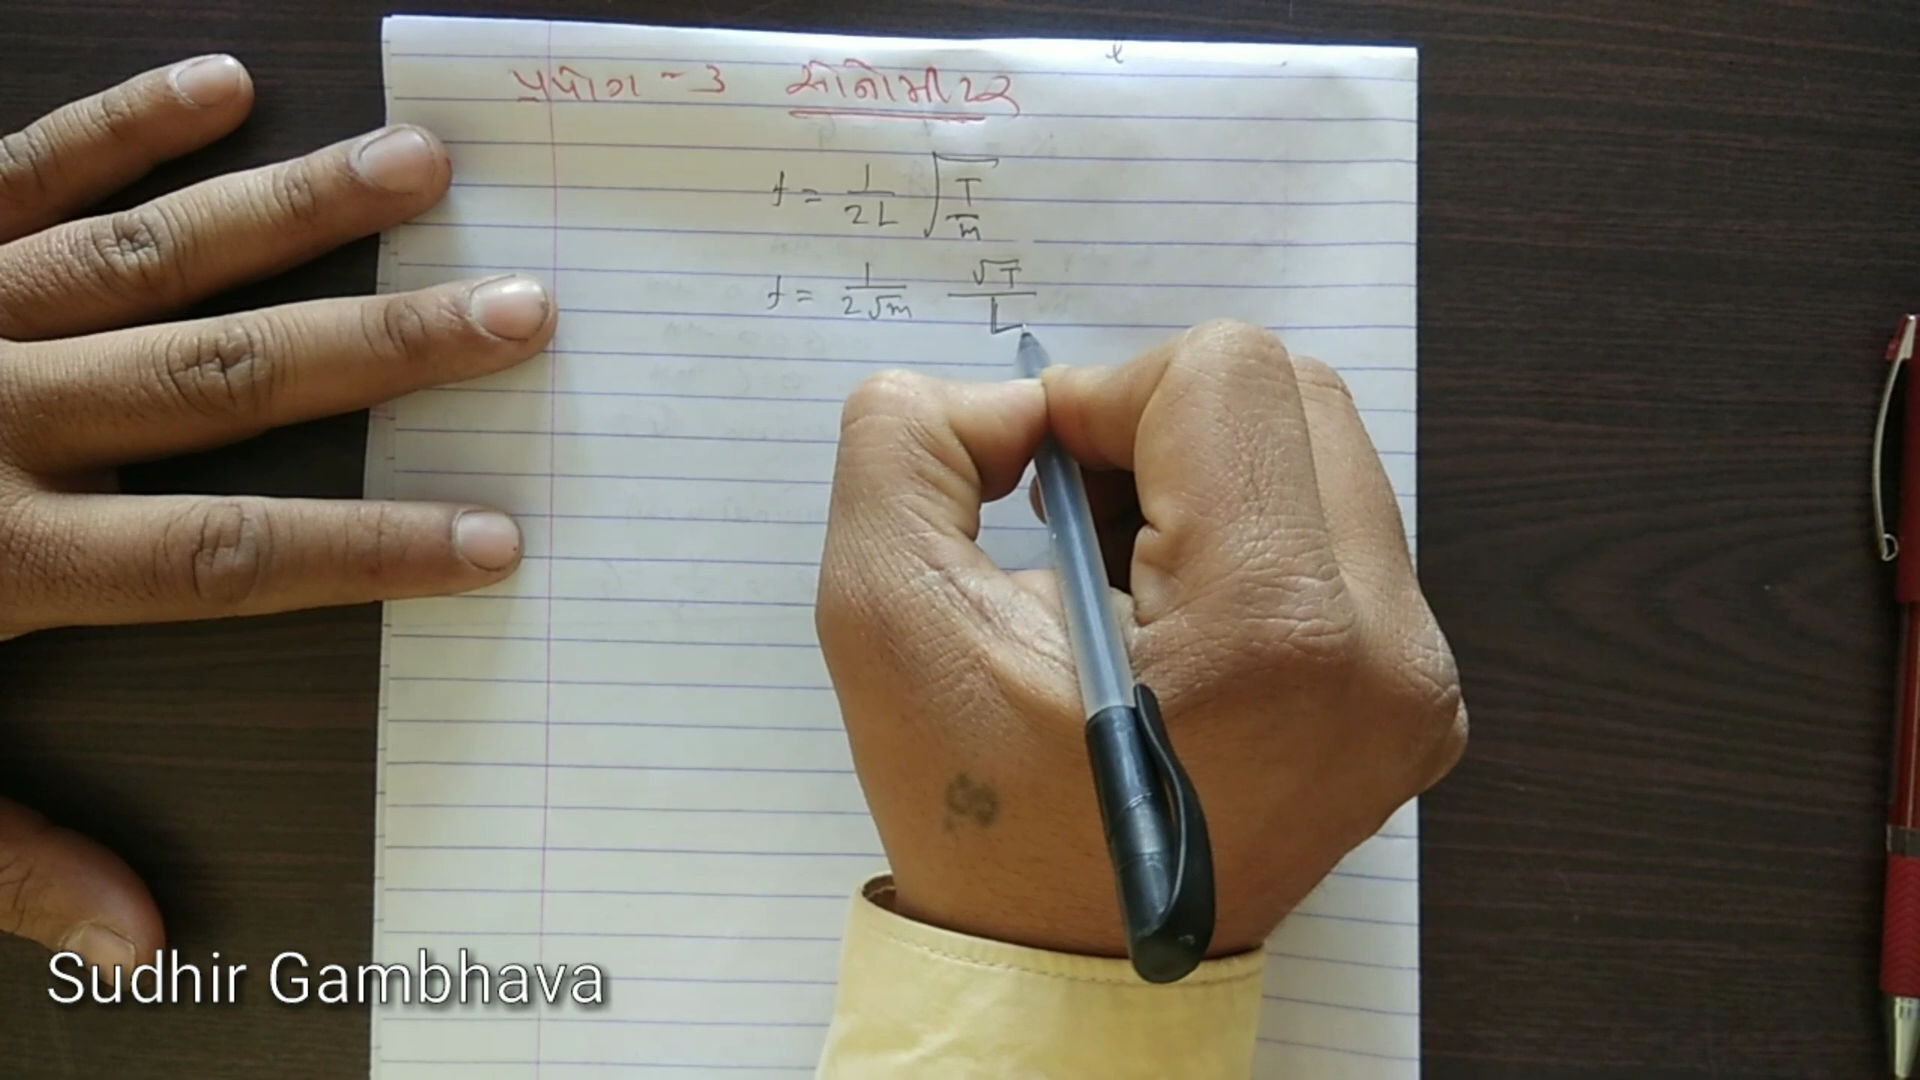 પ્રયોગ - 3 સોનોમીટર
f = 1/2L √(T/m)
f = 1/2√m √T/L
Sudhir Gambhava